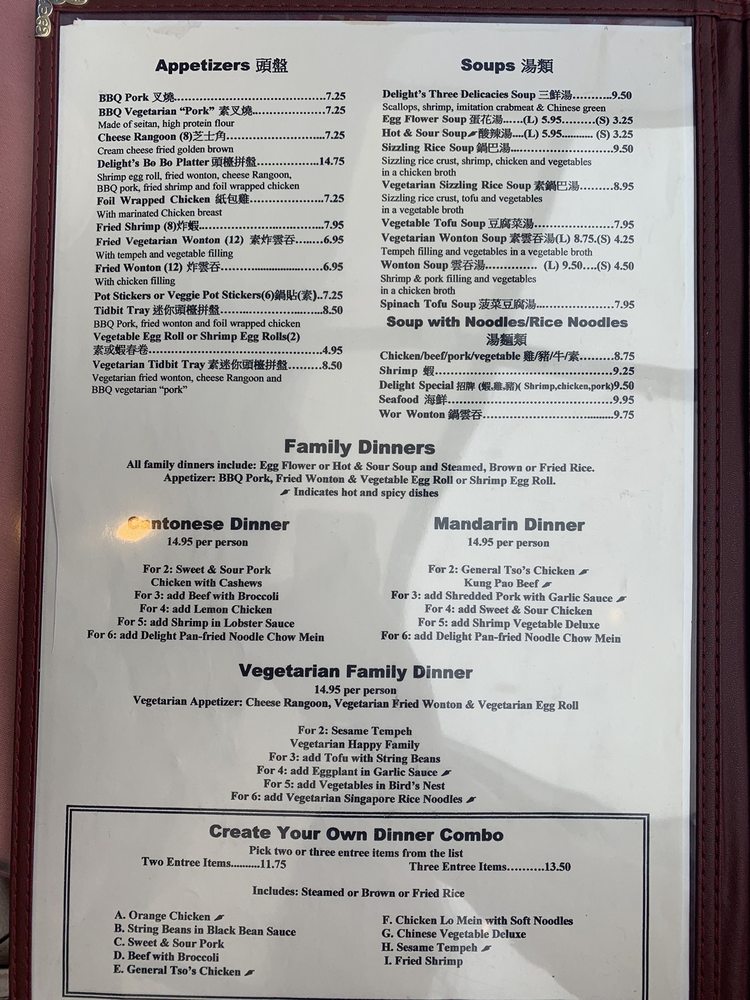 Appetizers 頭盤
BBQ Pork 叉燒....................................7.25
BBQ Vegetarian “Pork” 素叉燒....................7.25
Made of seitan, high protein flour
Cheese Rangoon (8)芝士角......................7.25
Cream cheese fried golden brown
Delight's Bo Bo Platter 頭檯拼盤...............14.75
Shrimp egg roll, fried wonton, cheese Rangoon,
BBQ pork, fried shrimp and foil wrapped chicken
Foil Wrapped Chicken 紙包雞..................7.25
With marinated Chicken breast
Fried Shrimp (8)炸蝦..............................7.95
Fried Vegetarian Wonton (12) 素炸雲吞......6.95
With tempeh and vegetable filling
Fried Wonton (12) 炸雲吞.........................6.95
With chicken filling
Pot Stickers or Veggie Pot Stickers(6)鍋貼(素)..7.25
Tidbit Tray 迷你頭檯拼盤.........................8.50
BBQ Pork, fried wonton and foil wrapped chicken
Vegetable Egg Roll or Shrimp Egg Rolls(2)
素或蝦春卷..........................................4.95
Vegetarian Tidbit Tray 素迷你頭檯拼盤.........8.50
Vegetarian fried wonton, cheese Rangoon and
BBQ vegetarian “pork”
Soups 湯類
Delight's Three Delicacies Soup 三鮮湯.........9.50
Scallops, shrimp, imitation crabmeat & Chinese green
Egg Flower Soup 蛋花湯......(L) 5.95.........(S) 3.25
Hot & Sour Soup 酸辣湯....(L) 5.95............ (S) 3.25
Sizzling Rice Soup 鍋巴湯.......................9.50
Sizzling rice crust, shrimp, chicken and vegetables
in a chicken broth
Vegetarian Sizzling Rice Soup 素鍋巴湯........8.95
Sizzling rice crust, tofu and vegetables
in a vegetable broth
Vegetable Tofu Soup 豆腐菜湯...................7.95
Vegetarian Wonton Soup 素雲吞湯(L) 8.75.(S) 4.25
Tempeh filling and vegetables in a vegetable broth
Wonton Soup 雲吞湯............. (L) 9.50....(S) 4.50
Shrimp & pork filling and vegetables
in a chicken broth
Spinach Tofu Soup 菠菜豆腐湯..................7.95
Soup with Noodles/Rice Noodles
湯麵類
Chicken/beef/pork/vegetable 雞/豬/牛/素.........8.75
Shrimp 蝦...........................................9.25
Delight Special 招牌 (蝦,雞,豬)( Shrimp,chicken,pork)9.50
Seafood 海鮮.......................................9.95
Wor Wonton 鍋雲吞................................9.75
Family Dinners
All family dinners include: Egg Flower or Hot & Sour Soup and Steamed, Brown or Fried Rice.
Appetizer: BBQ Pork, Fried Wonton & Vegetable Egg Roll or Shrimp Egg Roll.
Indicates hot and spicy dishes
Cantonese Dinner
14.95 per person
For 2: Sweet & Sour Pork
Chicken with Cashews
For 3: add Beef with Broccoli
For 4: add Lemon Chicken
For 5: add Shrimp in Lobster Sauce
For 6: add Delight Pan-fried Noodle Chow Mein
Mandarin Dinner
14.95 per person
For 2: General Tso's Chicken
Kung Pao Beef
For 3: add Shredded Pork with Garlic Sauce
For 4: add Sweet & Sour Chicken
For 5: add Shrimp Vegetable Deluxe
For 6: add Delight Pan-fried Noodle Chow Mein
Vegetarian Family Dinner
14.95 per person
Vegetarian Appetizer: Cheese Rangoon, Vegetarian Fried Wonton & Vegetarian Egg Roll
For 2: Sesame Tempeh
Vegetarian Happy Family
For 3: add Tofu with String Beans
For 4: add Eggplant in Garlic Sauce
For 5: add Vegetables in Bird's Nest
For 6: add Vegetarian Singapore Rice Noodles
Create Your Own Dinner Combo
Pick two or three entree items from the list
Two Entree Items..........11.75
Three Entree Items..........13.50
Includes: Steamed or Brown or Fried Rice
A. Orange Chicken
B. String Beans in Black Bean Sauce
C. Sweet & Sour Pork
D. Beef with Broccoli
E. General Tso's Chicken
F. Chicken Lo Mein with Soft Noodles
G. Chinese Vegetable Deluxe
H. Sesame Tempeh
I. Fried Shrimp